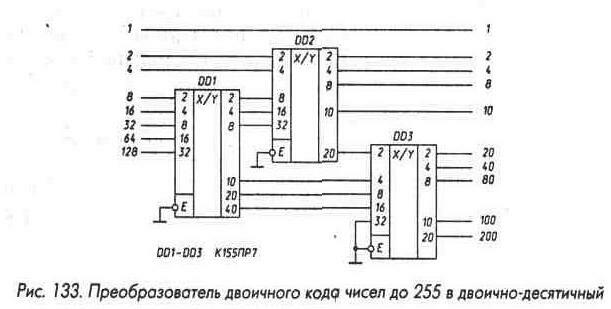 1 1
DD2
2 2 X/Y 2 2
4 4 4 4
8 8
DD1
8 2 X/Y 2 8 10 10
16 4 4 16
32 8 8 32 DD3
64 16
128 32 E 20 2 X/Y 2 20
4 40
10 4 8 80
20 8
E 40 16
32 10 100
20 200
E
DD1-DD3 К155ПР7
Рис. 133. Преобразователь двоичного кода чисел до 255 в двоично-десятичный